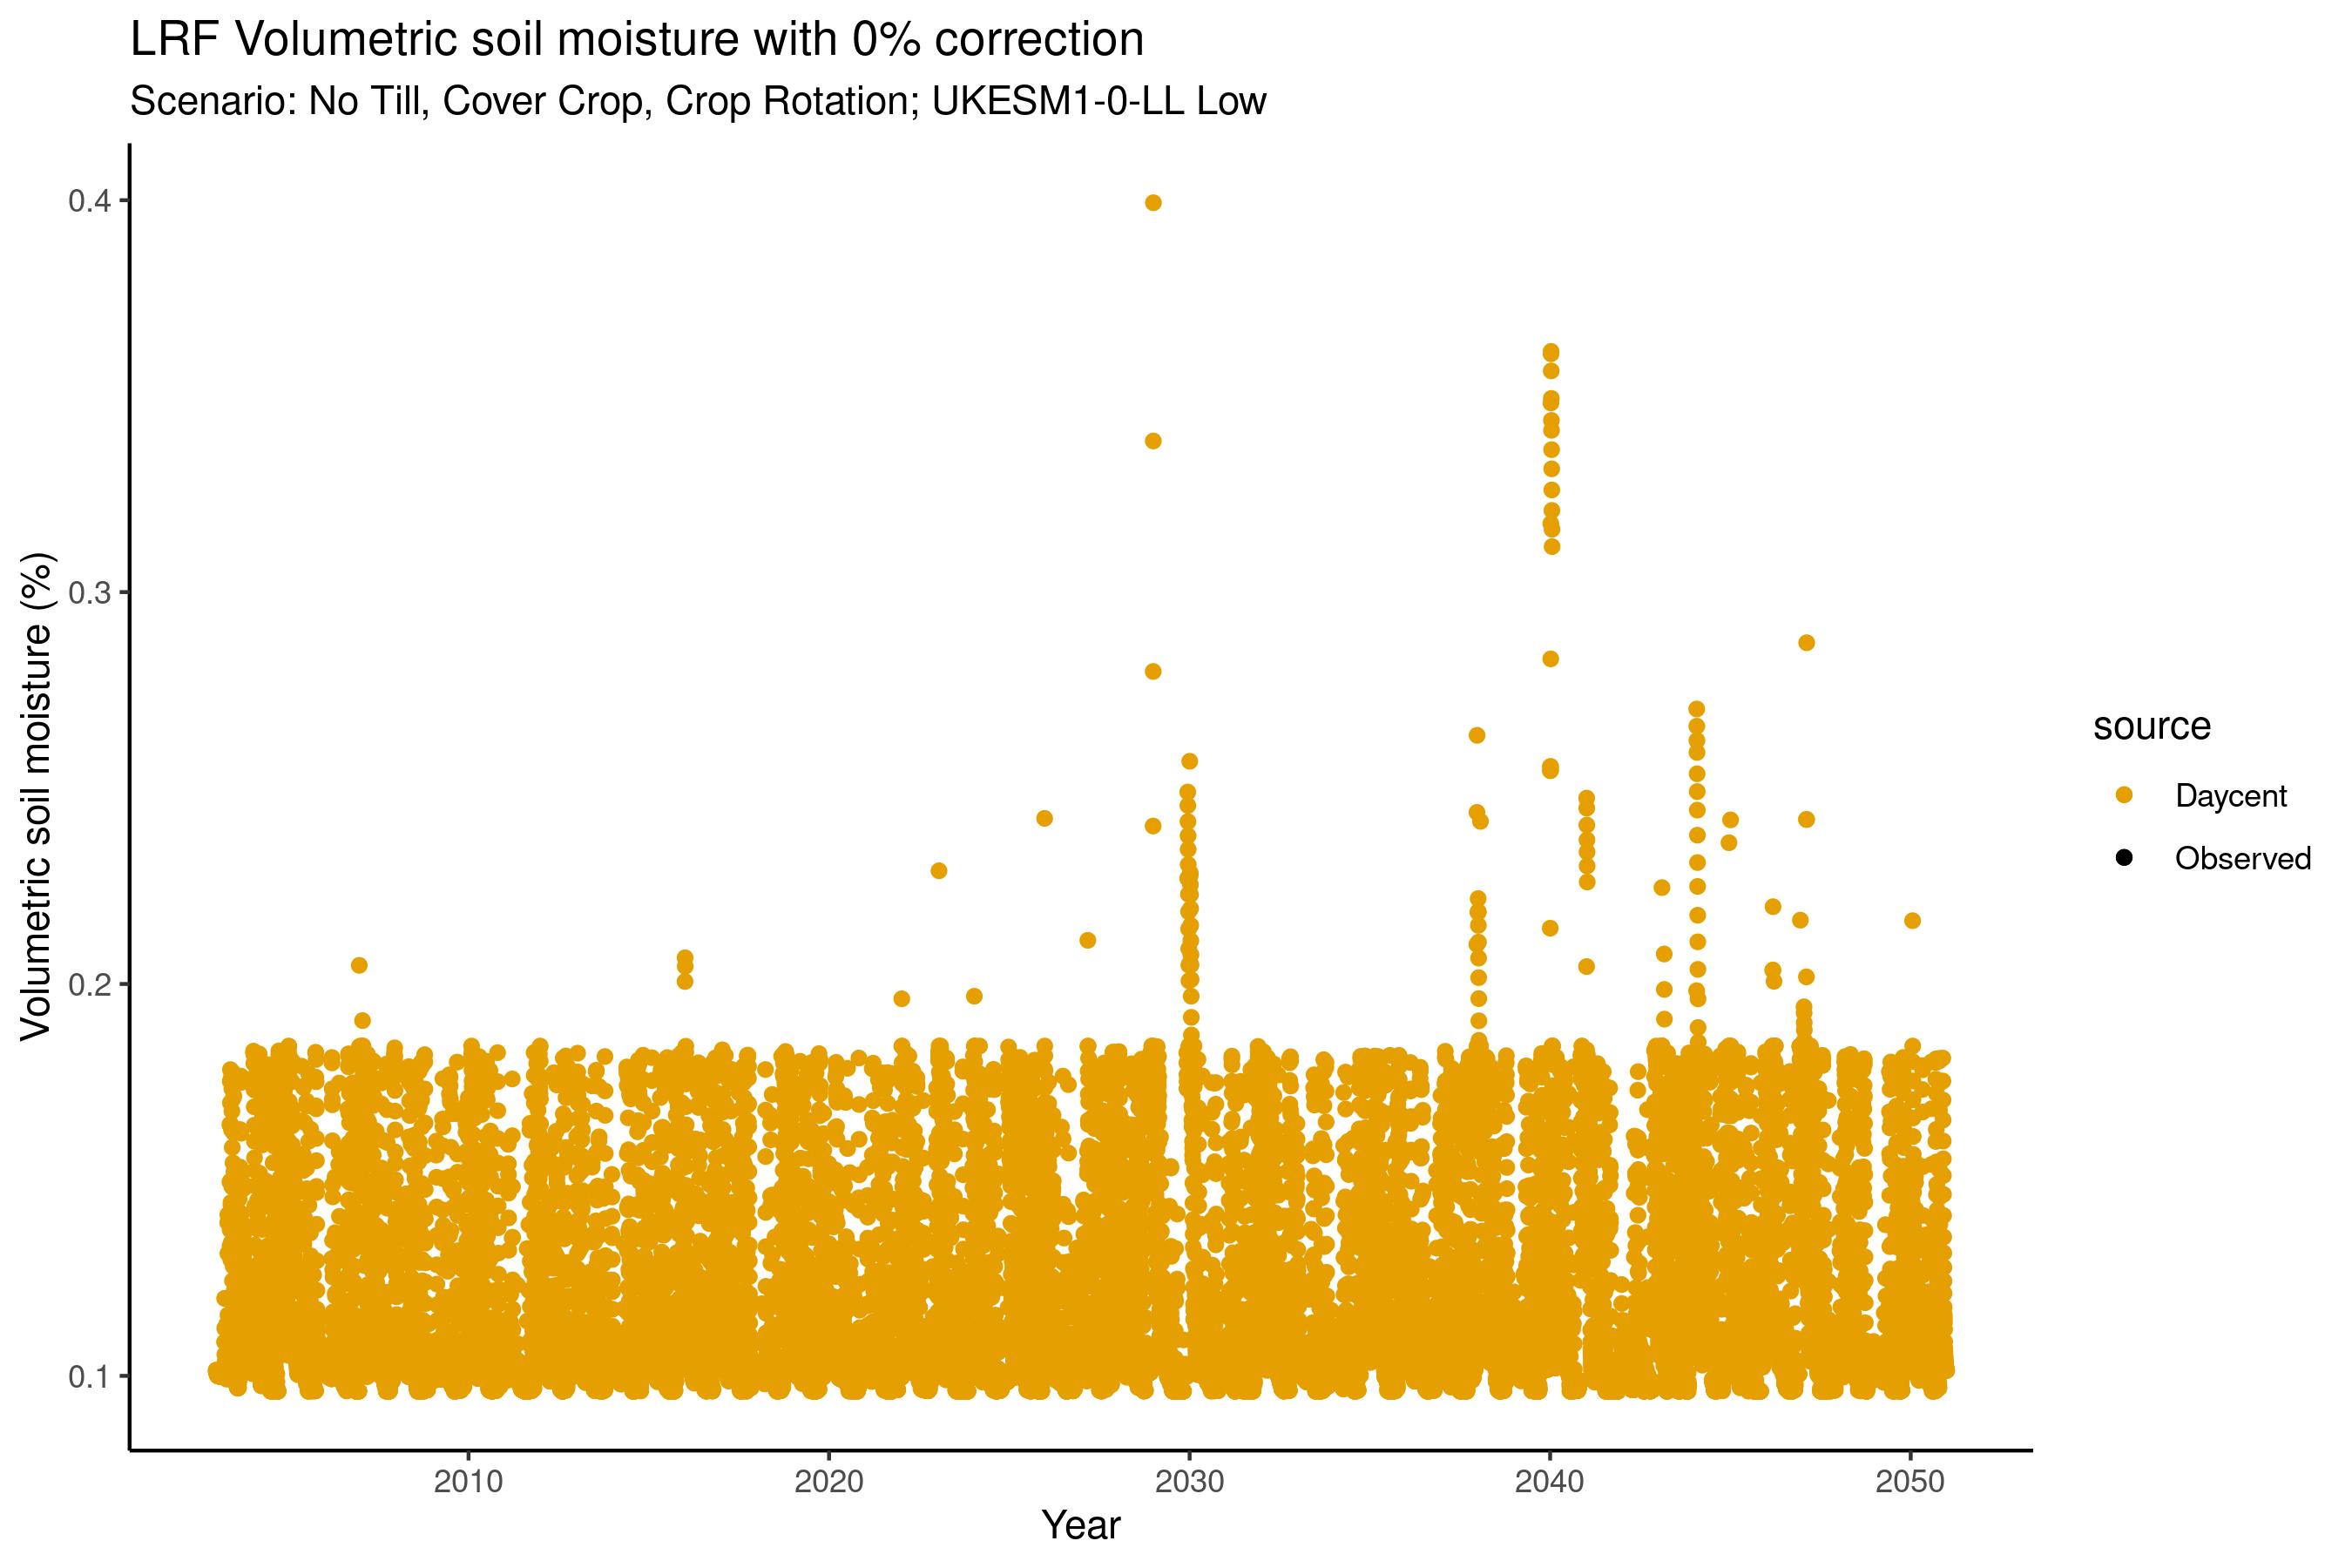 LRF Volumetric soil moisture with 0% correction
Scenario: No Till, Cover Crop, Crop Rotation; UKESM1-0-LL Low
Volumetric soil moisture (%)
0.4
0.3
0.2
0.1
2010 2020 2030 2040 2050
Year
source
Daycent
Observed